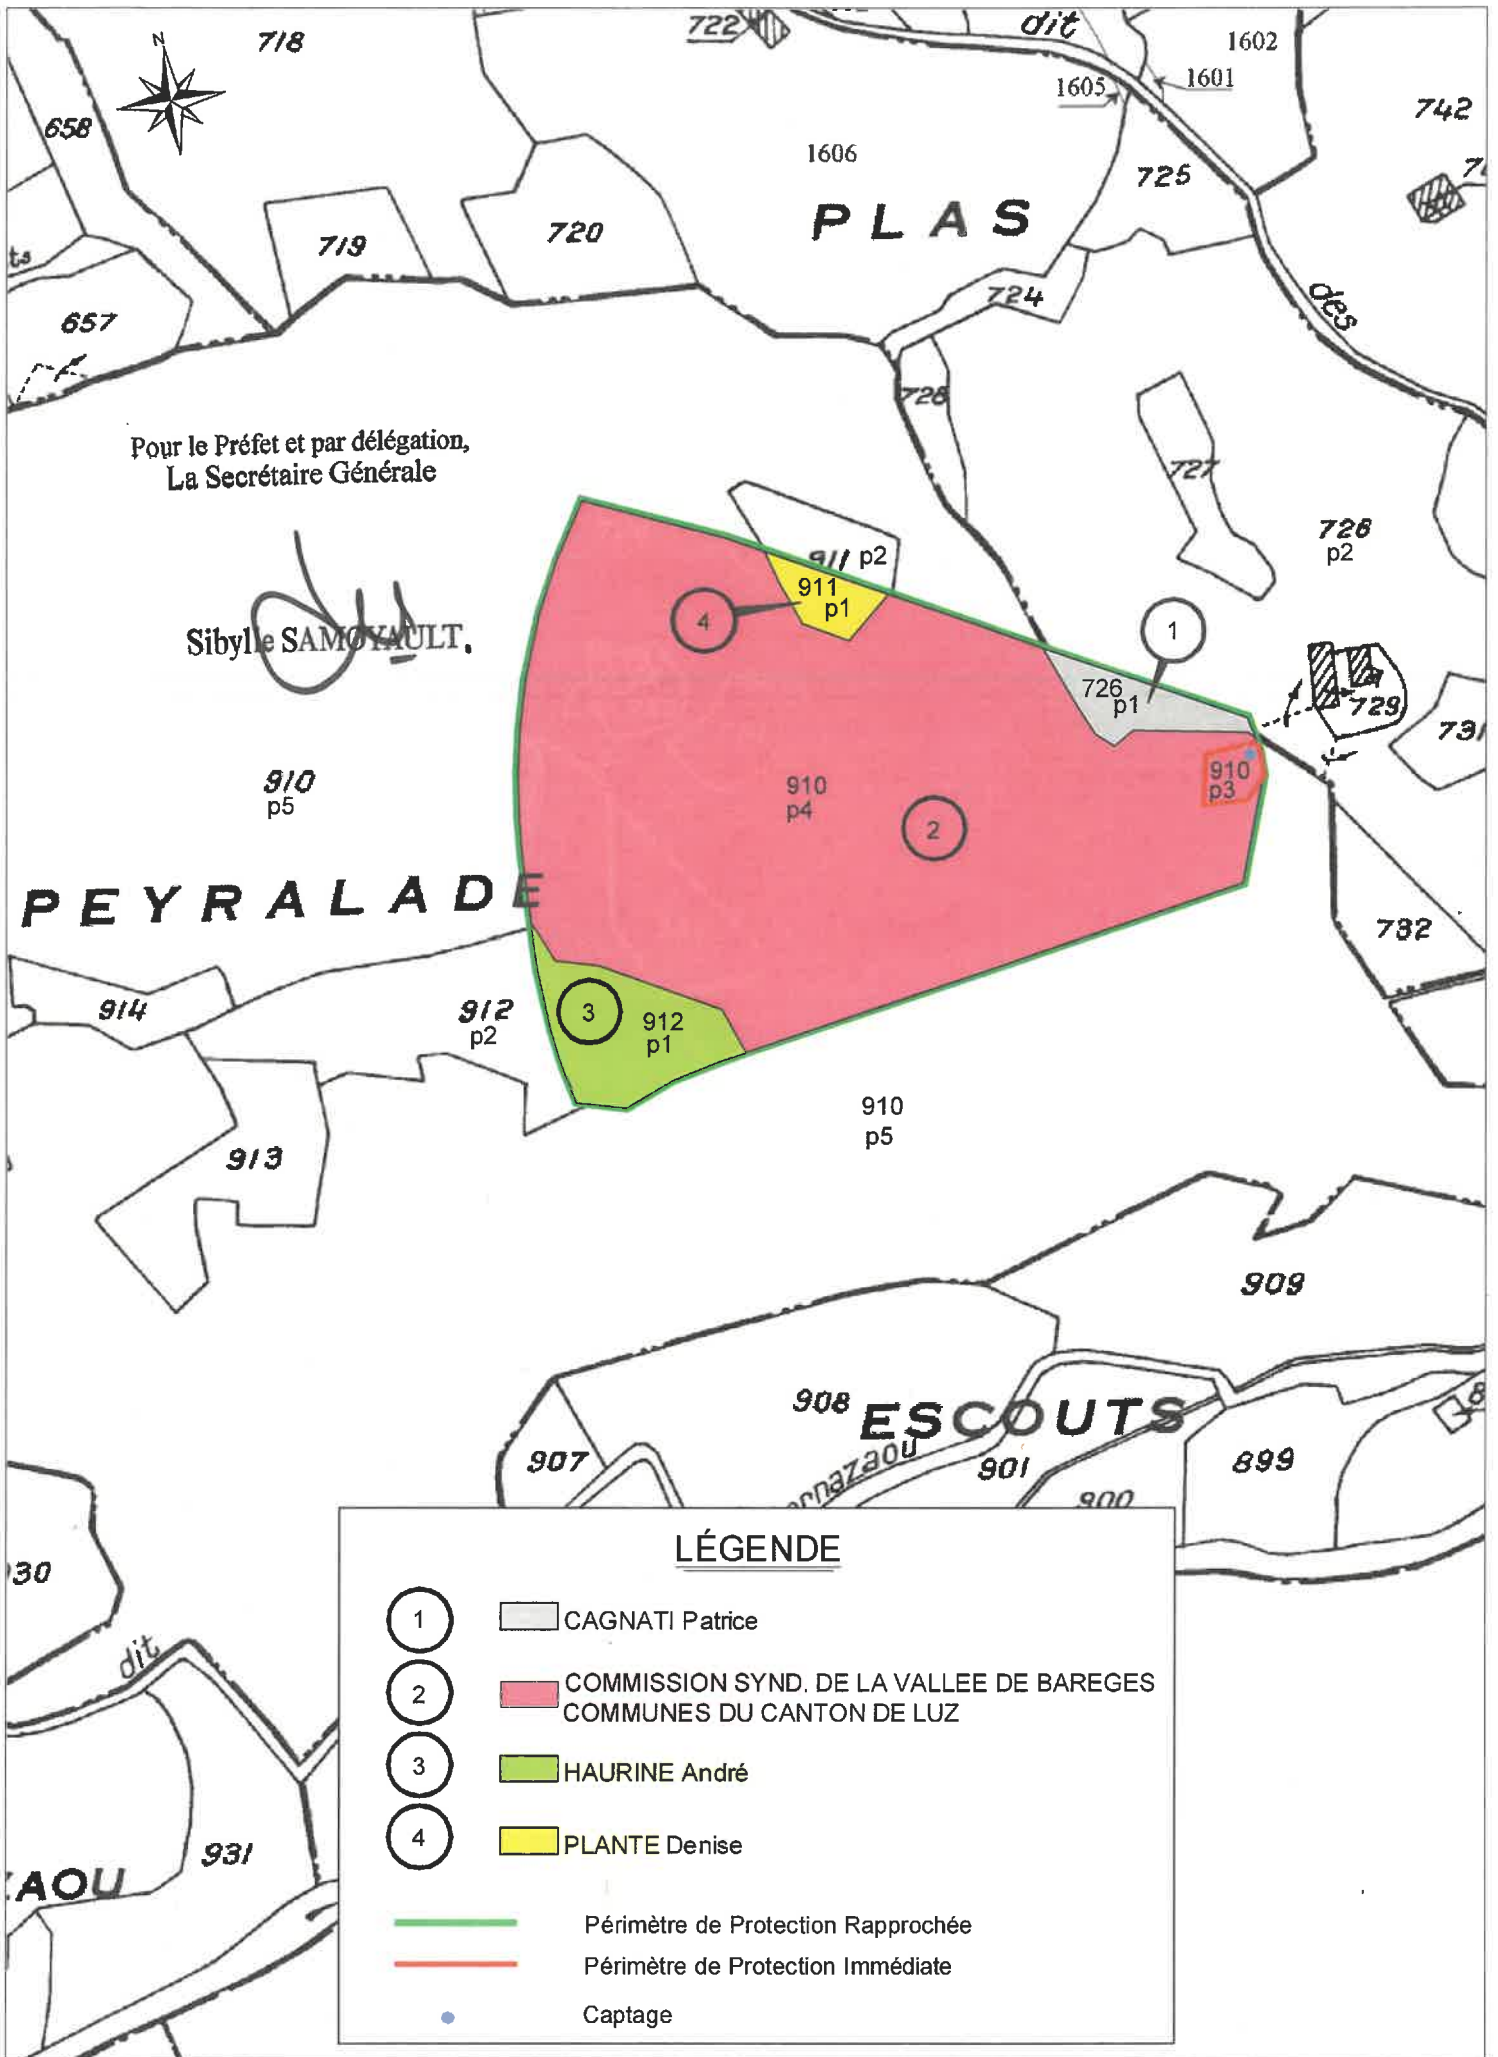 N
718
722
dit
1602
1601
1605
742
658
1606
725
719
720
PLAS
ts
724
des
657
728
727
Pour le Préfet et par délégation,
La Secrétaire Générale
726
p2
911 p2
911
p1
4
1
Sibylle SAMOYAULT.
726
p1
729
731
910
p5
910
p4
910
p3
2
PEYRALADE
732
914
912
p2
3
912
p1
910
p5
913
909
908
ESCOUTS
907
901
899
900
LÉGENDE
1 CAGNATI Patrice
2 COMMISSION SYND. DE LA VALLEE DE BAREGES
COMMUNES DU CANTON DE LUZ
3 HAURINE André
4 PLANTE Denise
Périmètre de Protection Rapprochée
Périmètre de Protection Immédiate
Captage
dit
931